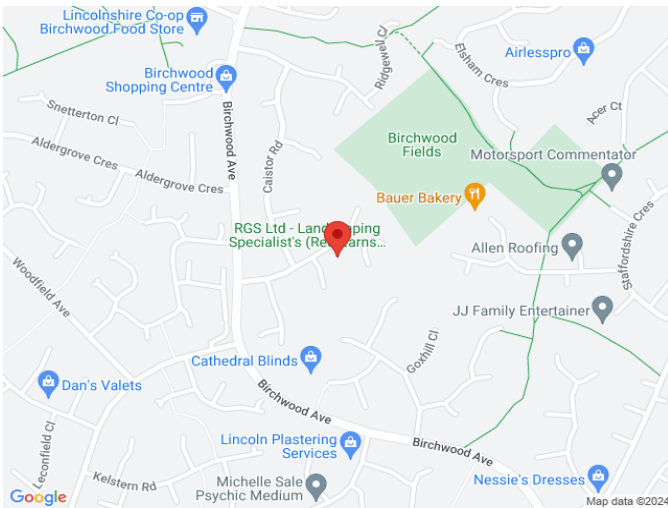 Lincolnshire Co-op
Birchwood Food Store
Ridgewell Cl
Elsham Cres
Airlesspro
Birchwood
Shopping Centre
Snetterton Cl
Acer Ct
Birchwood Ave
Caistor Rd
Aldergrove Cres
Birchwood
Fields
Motorsport Commentator
Aldergrove Cres
Bauer Bakery
Staffordshire Cres
RGS Ltd -
Specialist's
Allen Roofing
Woodfield Ave
JJ Family Entertainer
Goxhill Cl
Cathedral Blinds
Dan's Valets
Birchwood Ave
Leconfield Cl
Lincoln Plastering
Services
Birchwood Ave
Kelstern Rd
Michelle Sale
Psychic Medium
Nessie's Dresses
Google
Map data ©2024